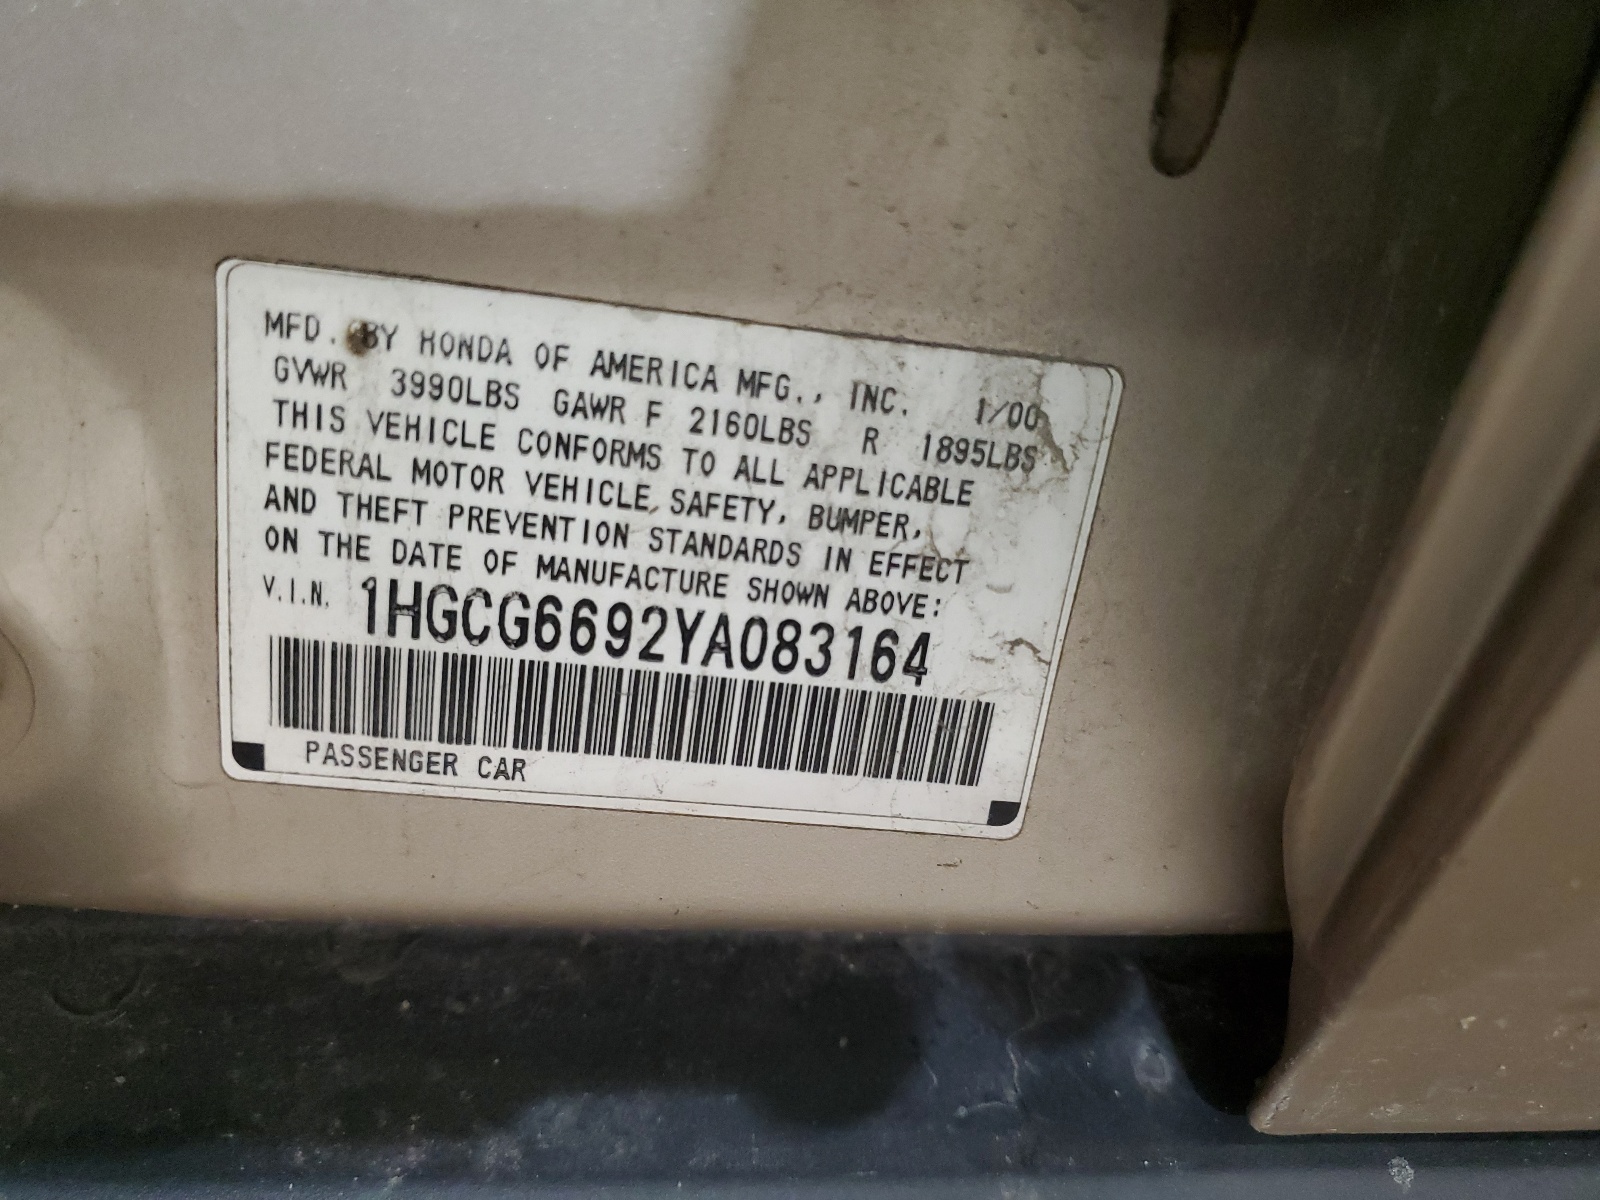 MFD. BY HONDA OF AMERICA MFG., INC. 1/00
GVWR 3990LBS GAWR F 2160LBS R 1895LBS
THIS VEHICLE CONFORMS TO ALL APPLICABLE
FEDERAL MOTOR VEHICLE SAFETY, BUMPER,
AND THEFT PREVENTION STANDARDS IN EFFECT
ON THE DATE OF MANUFACTURE SHOWN ABOVE:
V.I.N. 1HGCG6692YA083164
PASSENGER CAR